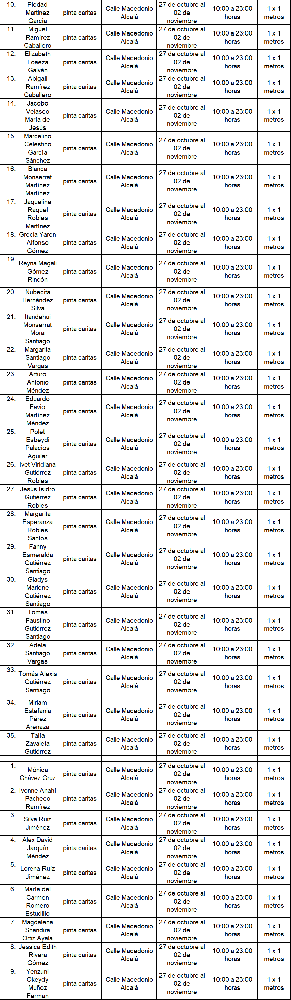 10. Piedad Martinez Garcia pinta caritas Calle Macedonio Alcalá 27 de octubre al 02 de noviembre 10:00 a 23:00 horas 1 x 1 metros
11. Miguel Ramírez Caballero pinta caritas Calle Macedonio Alcalá 27 de octubre al 02 de noviembre 10:00 a 23:00 horas 1 x 1 metros
12. Elizabeth Loaeza Galván pinta caritas Calle Macedonio Alcalá 27 de octubre al 02 de noviembre 10:00 a 23:00 horas 1 x 1 metros
13. Abigail Ramírez Caballero pinta caritas Calle Macedonio Alcalá 27 de octubre al 02 de noviembre 10:00 a 23:00 horas 1 x 1 metros
14. Jacobo Velasco María de Jesús pinta caritas Calle Macedonio Alcalá 27 de octubre al 02 de noviembre 10:00 a 23:00 horas 1 x 1 metros
15. Marcelino Celestino García Sánchez pinta caritas Calle Macedonio Alcalá 27 de octubre al 02 de noviembre 10:00 a 23:00 horas 1 x 1 metros
16. Blanca Monserrat Martínez Martínez pinta caritas Calle Macedonio Alcalá 27 de octubre al 02 de noviembre 10:00 a 23:00 horas 1 x 1 metros
17. Jaqueline Raquel Robles Martínez pinta caritas Calle Macedonio Alcalá 27 de octubre al 02 de noviembre 10:00 a 23:00 horas 1 x 1 metros
18. Grecia Yaren Alfonso Gómez pinta caritas Calle Macedonio Alcalá 27 de octubre al 02 de noviembre 10:00 a 23:00 horas 1 x 1 metros
19. Reyna Magali Gómez Rincón pinta caritas Calle Macedonio Alcalá 27 de octubre al 02 de noviembre 10:00 a 23:00 horas 1 x 1 metros
20. Nubecita Hernández Silva pinta caritas Calle Macedonio Alcalá 27 de octubre al 02 de noviembre 10:00 a 23:00 horas 1 x 1 metros
21. Itandehui Monserrat Mora Santiago pinta caritas Calle Macedonio Alcalá 27 de octubre al 02 de noviembre 10:00 a 23:00 horas 1 x 1 metros
22. Margarita Santiago Vargas pinta caritas Calle Macedonio Alcalá 27 de octubre al 02 de noviembre 10:00 a 23:00 horas 1 x 1 metros
23. Arturo Antonio Méndez pinta caritas Calle Macedonio Alcalá 27 de octubre al 02 de noviembre 10:00 a 23:00 horas 1 x 1 metros
24. Eduardo Favio Martínez Méndez pinta caritas Calle Macedonio Alcalá 27 de octubre al 02 de noviembre 10:00 a 23:00 horas 1 x 1 metros
25. Polet Esbeydi Palacios Aguilar pinta caritas Calle Macedonio Alcalá 27 de octubre al 02 de noviembre 10:00 a 23:00 horas 1 x 1 metros
26. Ivet Viridiana Gutiérrez Robles pinta caritas Calle Macedonio Alcalá 27 de octubre al 02 de noviembre 10:00 a 23:00 horas 1 x 1 metros
27. Jesús Isidro Gutiérrez Robles pinta caritas Calle Macedonio Alcalá 27 de octubre al 02 de noviembre 10:00 a 23:00 horas 1 x 1 metros
28. Margarita Esperanza Robles Santos pinta caritas Calle Macedonio Alcalá 27 de octubre al 02 de noviembre 10:00 a 23:00 horas 1 x 1 metros
29. Fanny Esmeralda Gutiérrez Santiago pinta caritas Calle Macedonio Alcalá 27 de octubre al 02 de noviembre 10:00 a 23:00 horas 1 x 1 metros
30. Gladys Marlene Gutiérrez Santiago pinta caritas Calle Macedonio Alcalá 27 de octubre al 02 de noviembre 10:00 a 23:00 horas 1 x 1 metros
31. Tomas Faustino Gutiérrez Santiago pinta caritas Calle Macedonio Alcalá 27 de octubre al 02 de noviembre 10:00 a 23:00 horas 1 x 1 metros
32. Adela Santiago Vargas pinta caritas Calle Macedonio Alcalá 27 de octubre al 02 de noviembre 10:00 a 23:00 horas 1 x 1 metros
33. Tomás Alexis Gutiérrez Santiago pinta caritas Calle Macedonio Alcalá 27 de octubre al 02 de noviembre 10:00 a 23:00 horas 1 x 1 metros
34. Miriam Estefania Pérez Arenaza pinta caritas Calle Macedonio Alcalá 27 de octubre al 02 de noviembre 10:00 a 23:00 horas 1 x 1 metros
35. Talía Zavaleta Gutiérrez pinta caritas Calle Macedonio Alcalá 27 de octubre al 02 de noviembre 10:00 a 23:00 horas 1 x 1 metros
1. Mónica Chávez Cruz pinta caritas Calle Macedonio Alcalá 27 de octubre al 02 de noviembre 10:00 a 23:00 horas 1 x 1 metros
2. Ivonne Anahí Pacheco Ramírez pinta caritas Calle Macedonio Alcalá 27 de octubre al 02 de noviembre 10:00 a 23:00 horas 1 x 1 metros
3. Silva Ruiz Jiménez pinta caritas Calle Macedonio Alcalá 27 de octubre al 02 de noviembre 10:00 a 23:00 horas 1 x 1 metros
4. Alex David Jarquín Méndez pinta caritas Calle Macedonio Alcalá 27 de octubre al 02 de noviembre 10:00 a 23:00 horas 1 x 1 metros
5. Lorena Ruíz Jiménez pinta caritas Calle Macedonio Alcalá 27 de octubre al 02 de noviembre 10:00 a 23:00 horas 1 x 1 metros
6. María del Carmen Romero Estudillo pinta caritas Calle Macedonio Alcalá 27 de octubre al 02 de noviembre 10:00 a 23:00 horas 1 x 1 metros
7. Magdalena Shandira Ortiz Ayala pinta caritas Calle Macedonio Alcalá 27 de octubre al 02 de noviembre 10:00 a 23:00 horas 1 x 1 metros
8. Jessica Edith Rivera Gómez pinta caritas Calle Macedonio Alcalá 27 de octubre al 02 de noviembre 10:00 a 23:00 horas 1 x 1 metros
9. Yenzuni Okeydy Muñoz Ferman pinta caritas Calle Macedonio Alcalá 27 de octubre al 02 de noviembre 10:00 a 23:00 horas 1 x 1 metros